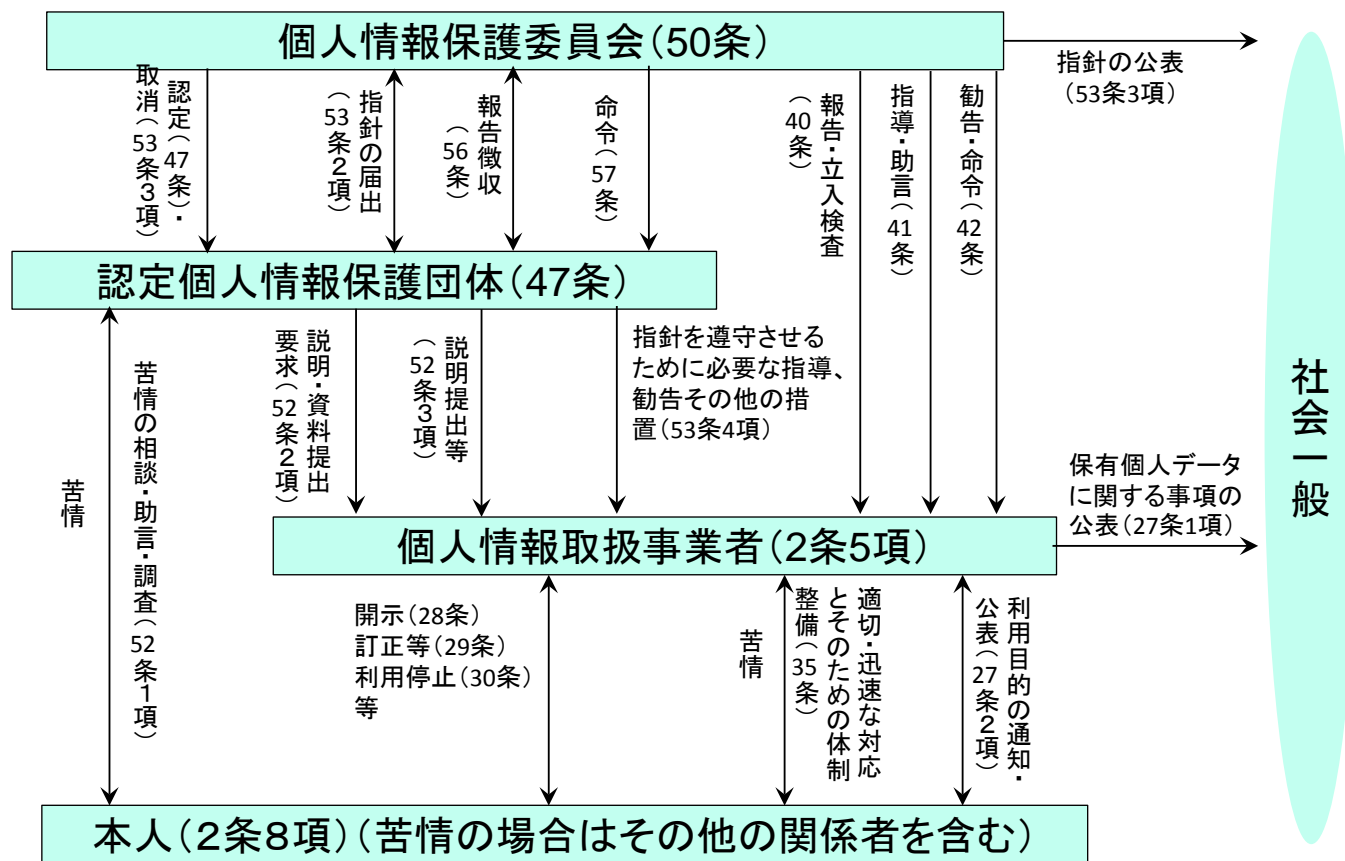 個人情報保護委員会(50条)
指針の公表
(53条3項)
認定(47条)・
取消(53条3項)
指針の届出
(53条2項)
報告徴収
(56条)
命令(57条)
報告・立入検査
(40条)
指導・助言(41条)
勧告・命令(42条)
認定個人情報保護団体(47条)
苦情
苦情の相談・助言・調査(52条1項)
説明・資料提出
要求(52条2項)
説明提出等
(52条3項)
指針を遵守させる
ために必要な指導、
勧告その他の措
置(53条4項)
社会一般
保有個人データ
に関する事項の
公表(27条1項)
個人情報取扱事業者(2条5項)
開示(28条)
訂正等(29条)
利用停止(30条)
等
苦情
適切・迅速な対応
とそのための体制
整備(35条)
利用目的の通知・
公表(27条2項)
本人(2条8項)(苦情の場合はその他の関係者を含む)